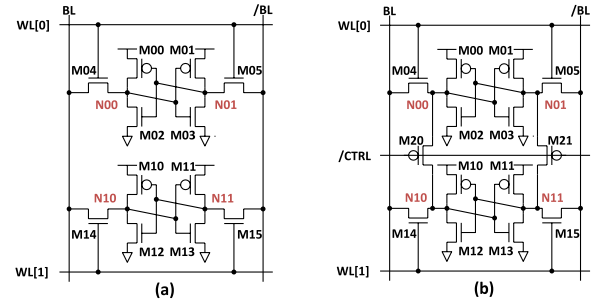 BL /BL BL /BL
WL[0] WL[0]
M00 M01 M00 M01
M04 M05 M04 M05
N00 N01 N00 N01
M02 M03 M02 M03
M20 M21
/CTRL
M10 M11 M10 M11
N10 N11 N10 N11
M14 M15 M14 M15
M12 M13 M12 M13
WL[1] WL[1]
(a) (b)